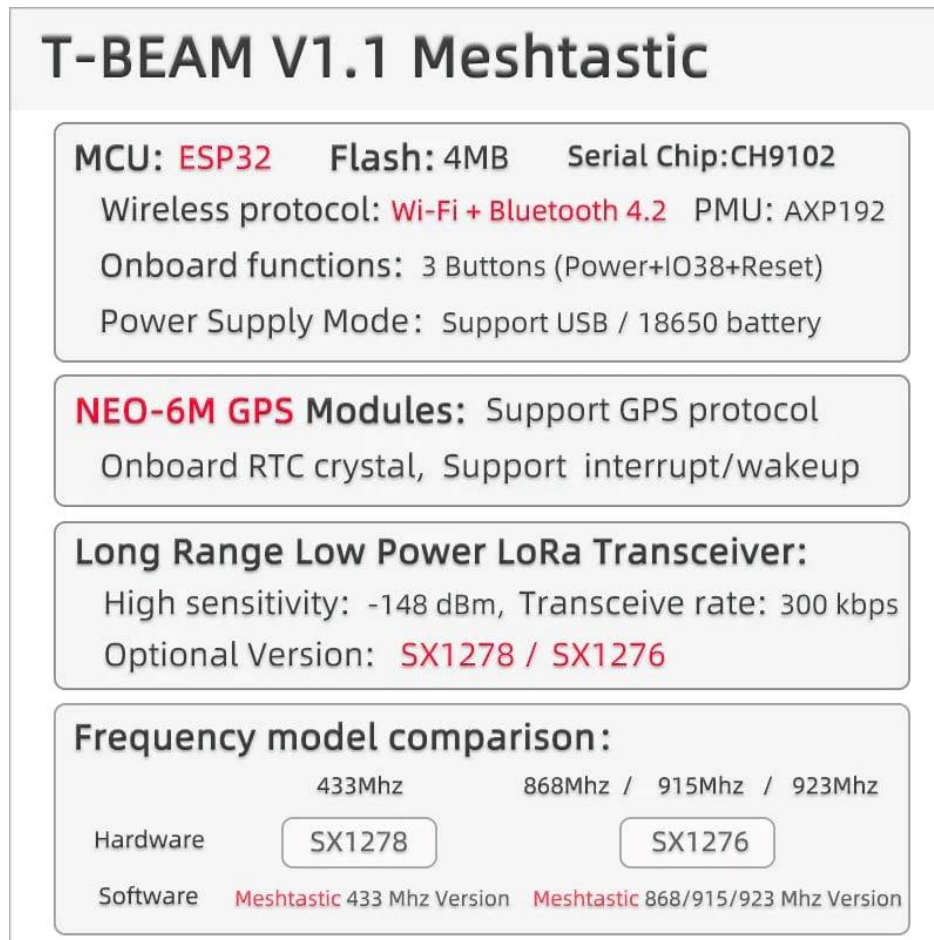 T-BEAM V1.1 Meshtastic
MCU: ESP32 Flash: 4MB Serial Chip:CH9102
Wireless protocol: Wi-Fi + Bluetooth 4.2 PMU: AXP192
Onboard functions: 3 Buttons (Power+IO38+Reset)
Power Supply Mode: Support USB / 18650 battery
NEO-6M GPS Modules: Support GPS protocol
Onboard RTC crystal, Support interrupt/wakeup
Long Range Low Power LoRa Transceiver:
High sensitivity: -148 dBm, Transceive rate: 300 kbps
Optional Version: SX1278 / SX1276
Frequency model comparison:
433Mhz 868Mhz / 915Mhz / 923Mhz
Hardware SX1278 SX1276
Software Meshtastic 433 Mhz Version Meshtastic 868/915/923 Mhz Version